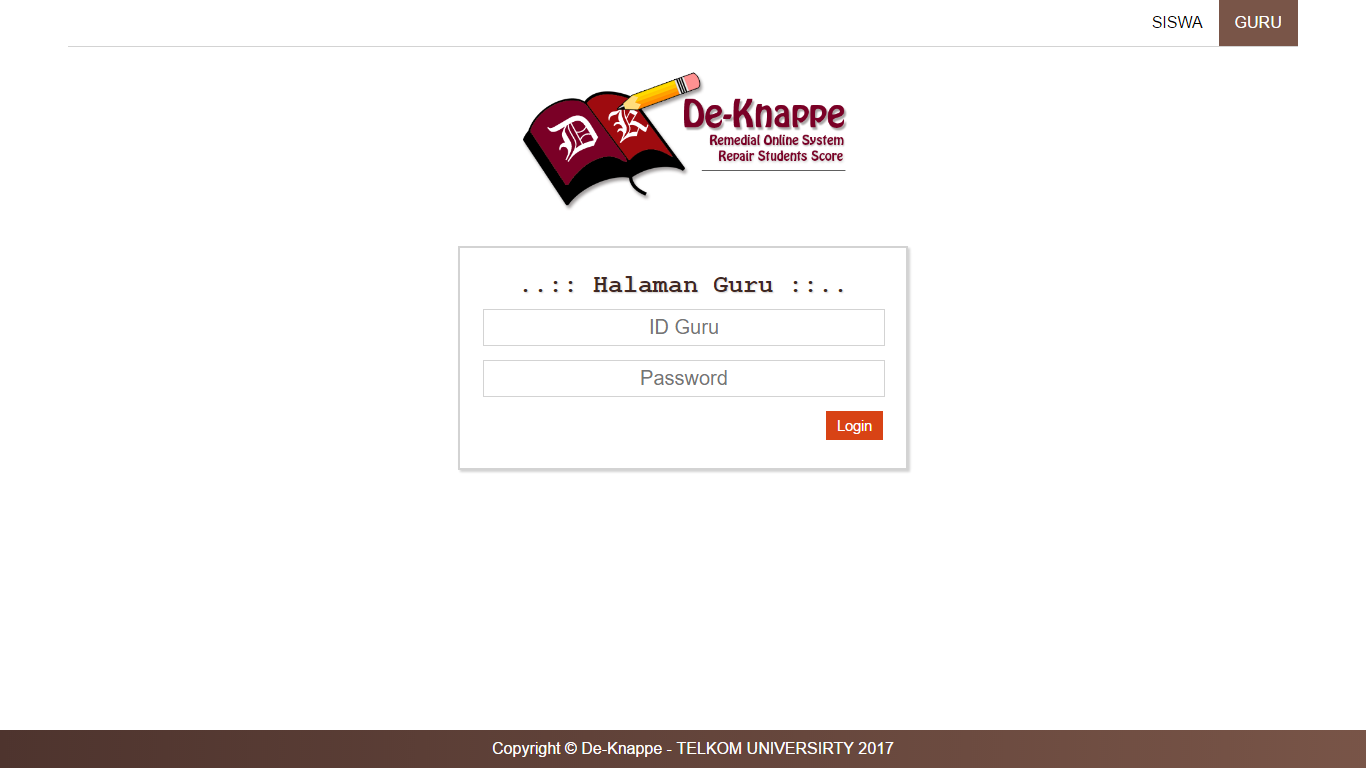 SISWA GURU
D K
De-Knappe
Remedial Online System
Repair Students Score
..:: Halaman Guru ::..
ID Guru
Password
Login
Copyright © De-Knappe - TELKOM UNIVERSIRTY 2017